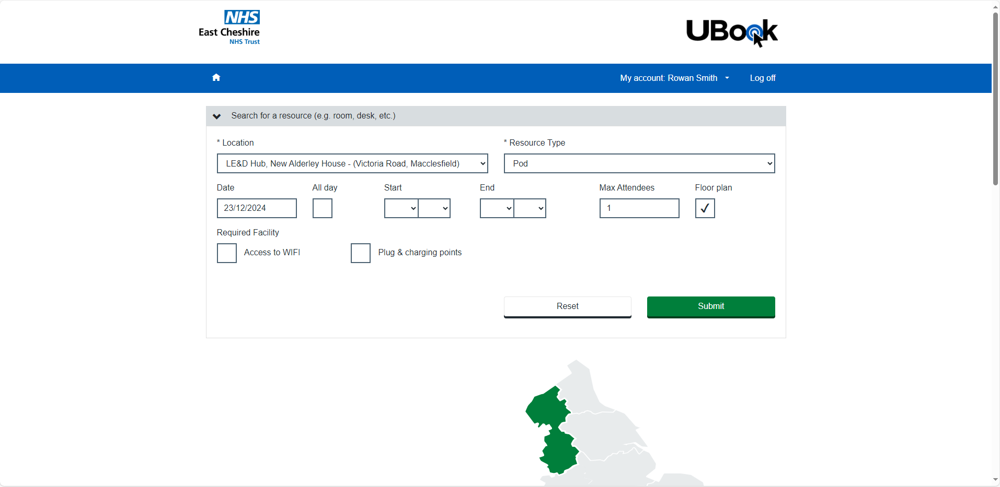 NHS
East Cheshire
NHS Trust
UBook
My account: Rowan Smith
Log off
Search for a resource (e.g. room, desk, etc.)
* Location
* Resource Type
LE&D Hub, New Alderley House - (Victoria Road, Macclesfield)
Pod
Date
All day
Start
End
Max Attendees
Floor plan
23/12/2024
1
Required Facility
Access to WIFI
Plug & charging points
Reset
Submit